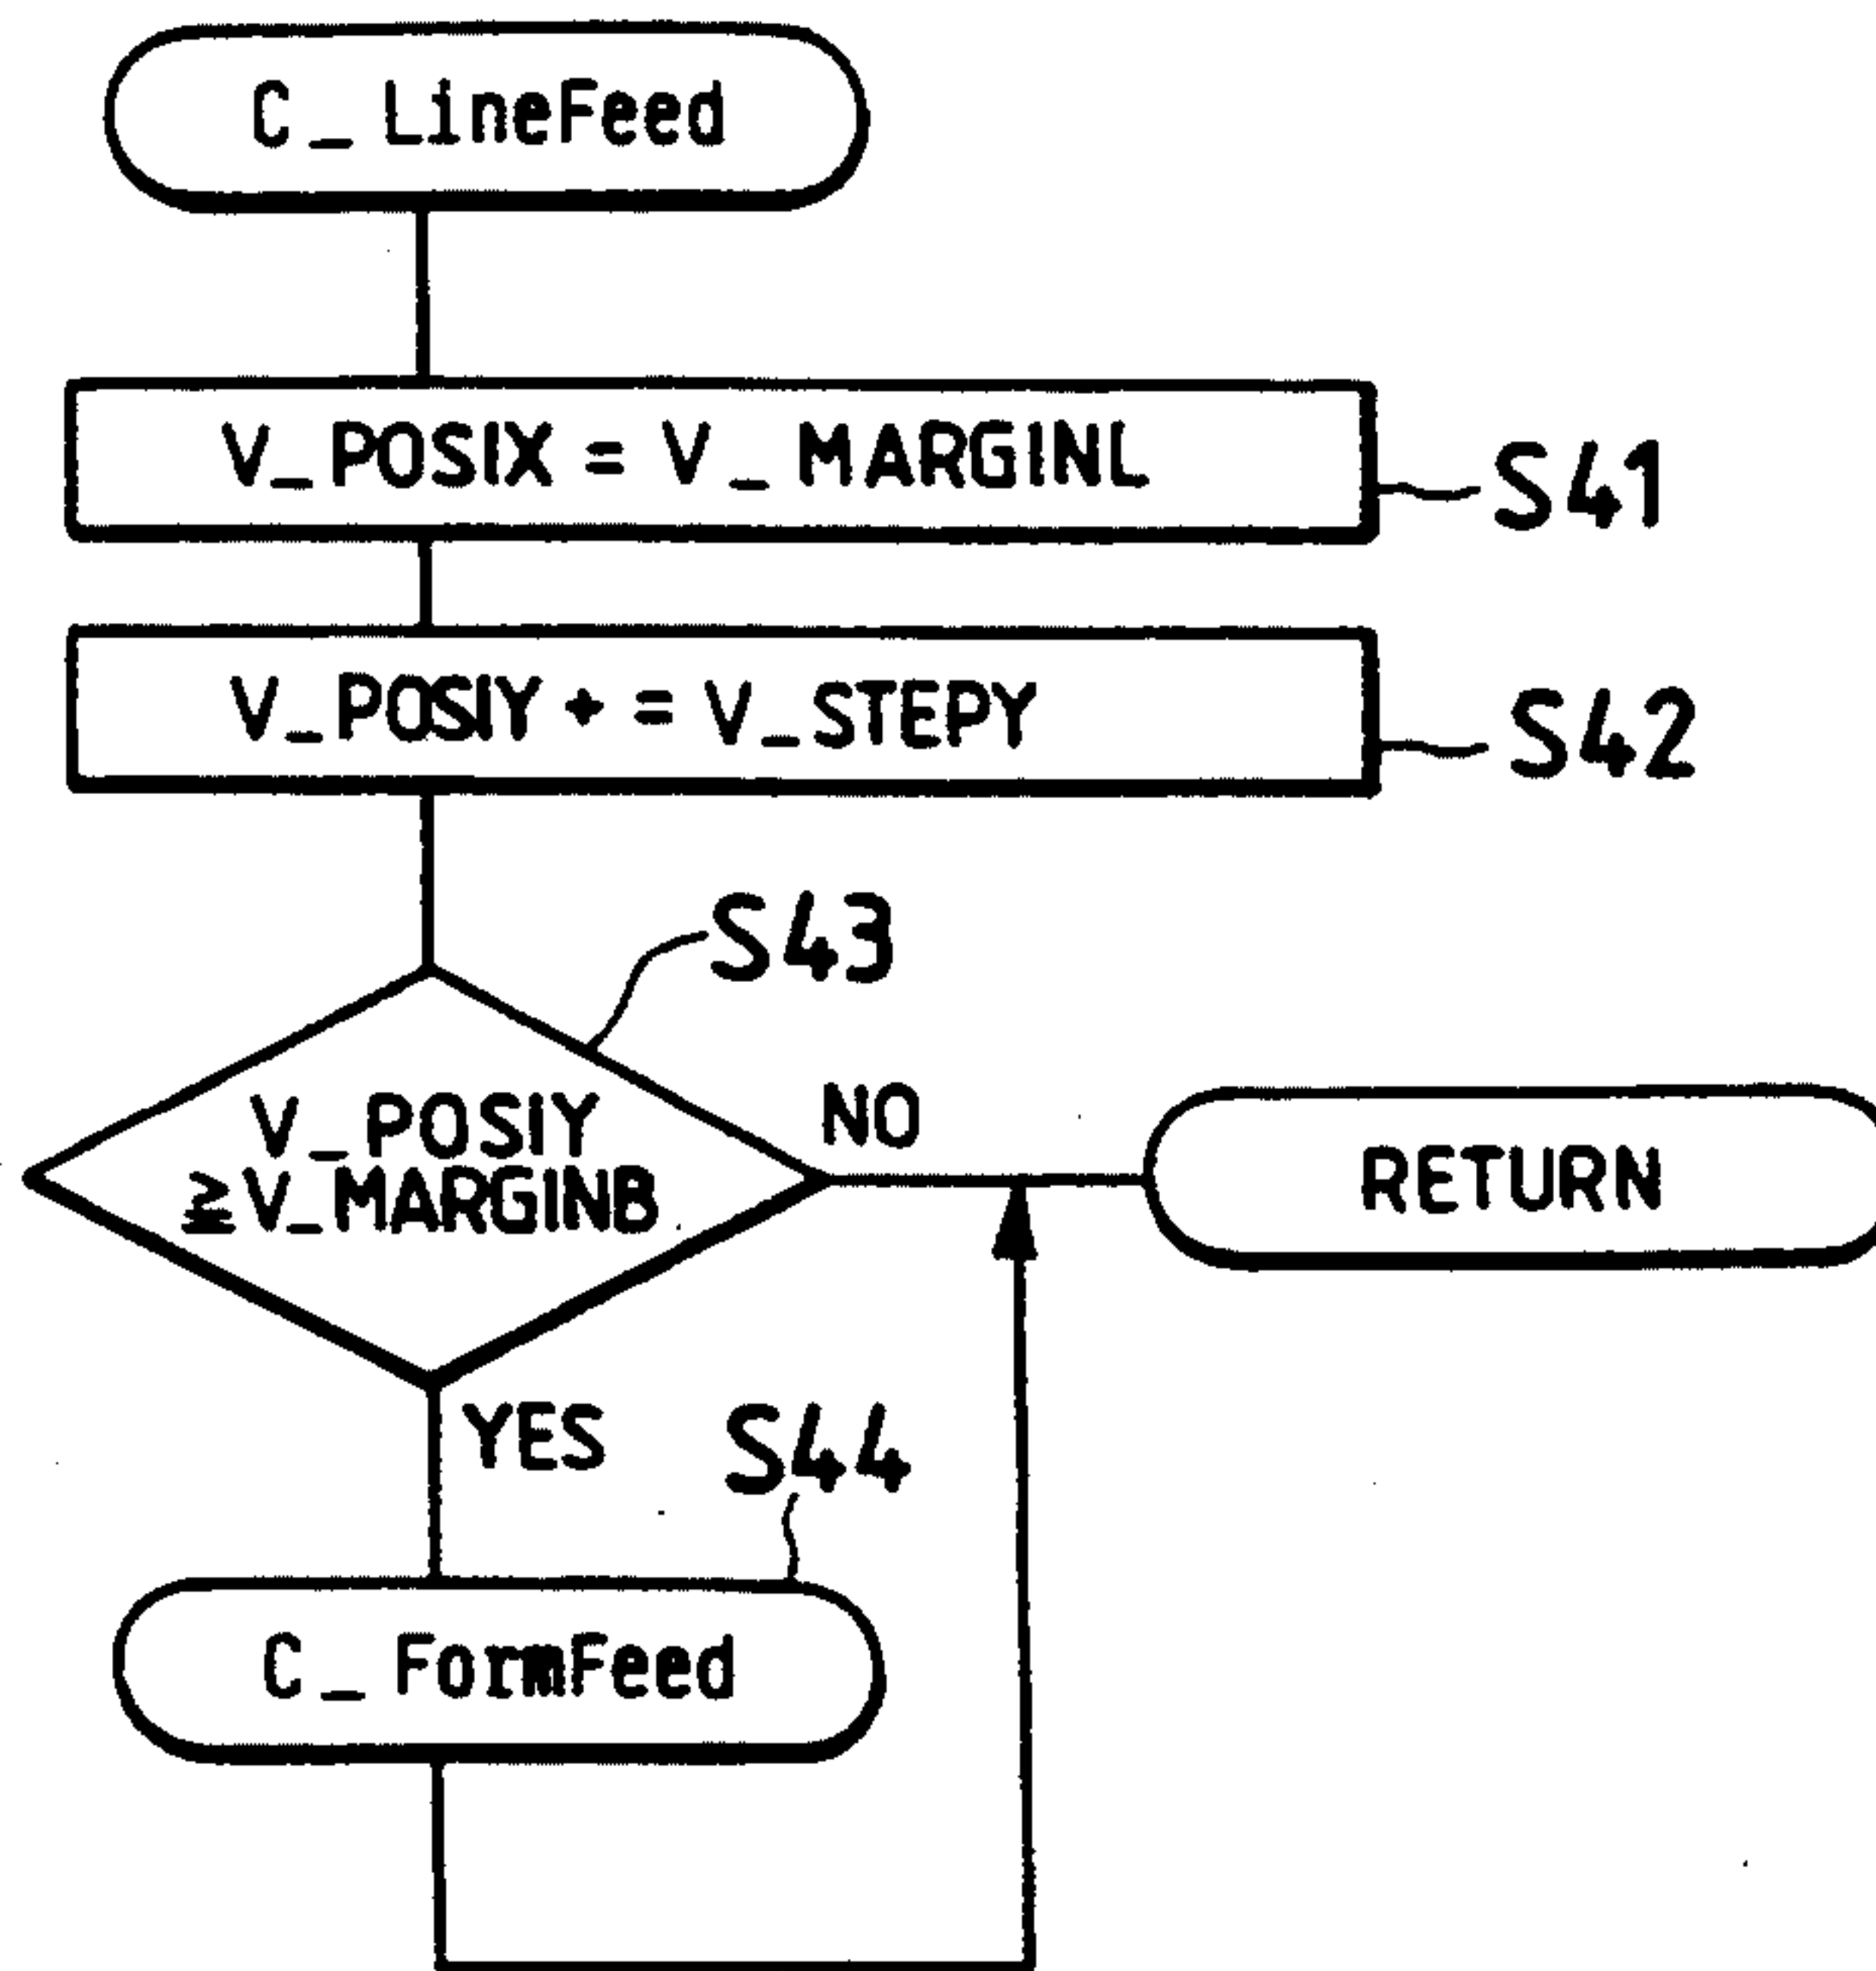 C_LineFeed
V_POSIX = V_MARGINL
S41
V_POSIY += V_STEPY
S42
S43
V_POSIY
≧V_MARGINB
NO
RETURN
YES
S44
C_FormFeed